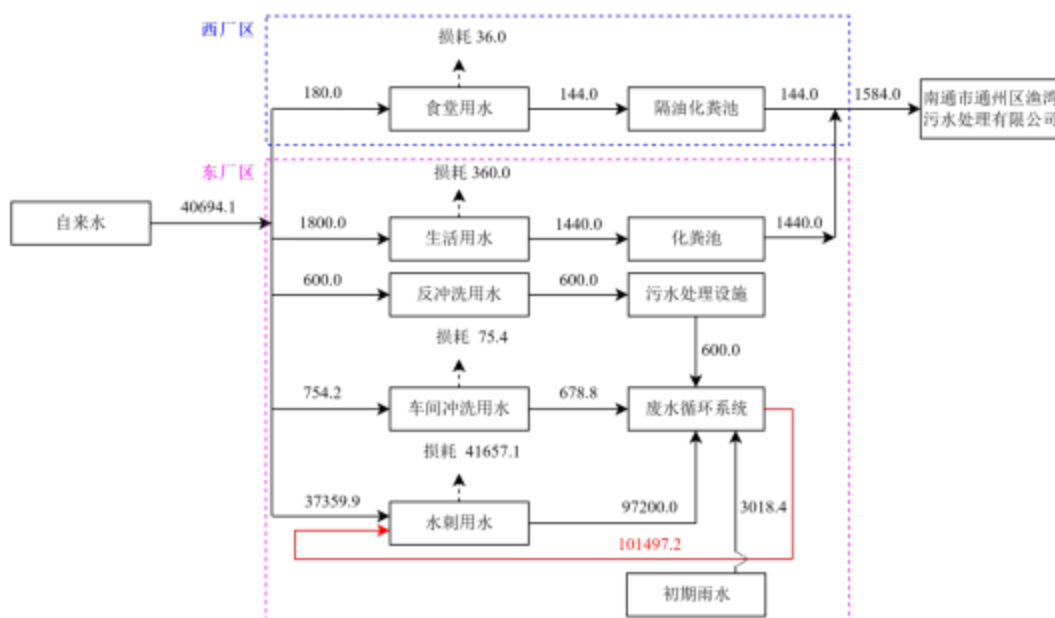 西厂区
损耗 36.0
180.0
食堂用水
144.0
隔油化粪池
144.0
1584.0
南通市通州区渔湾
污水处理有限公司
东厂区
损耗 360.0
自来水
40694.1
1800.0
生活用水
1440.0
化粪池
1440.0
600.0
反冲洗用水
600.0
污水处理设施
损耗 75.4
600.0
754.2
车间冲洗用水
678.8
废水循环系统
损耗 41657.1
37359.9
水刺用水
97200.0
3018.4
101497.2
初期雨水